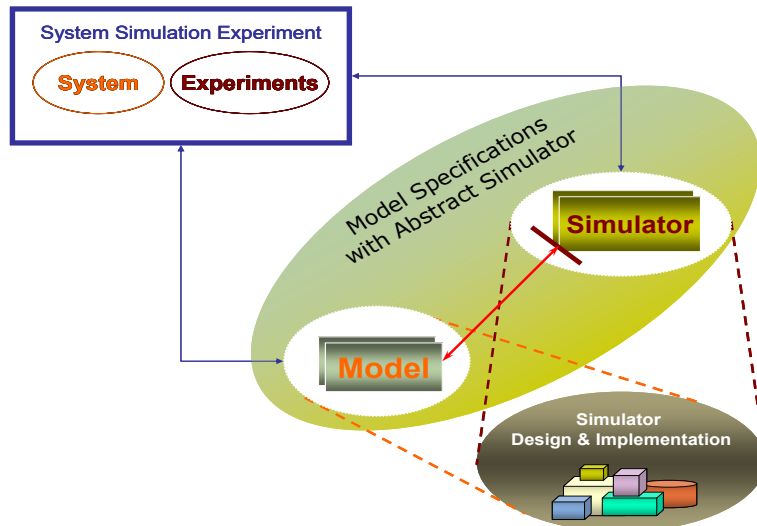 System Simulation Experiment
System
Experiments
Model Specifications
with Abstract Simulator
Simulator
Model
Simulator
Design & Implementation